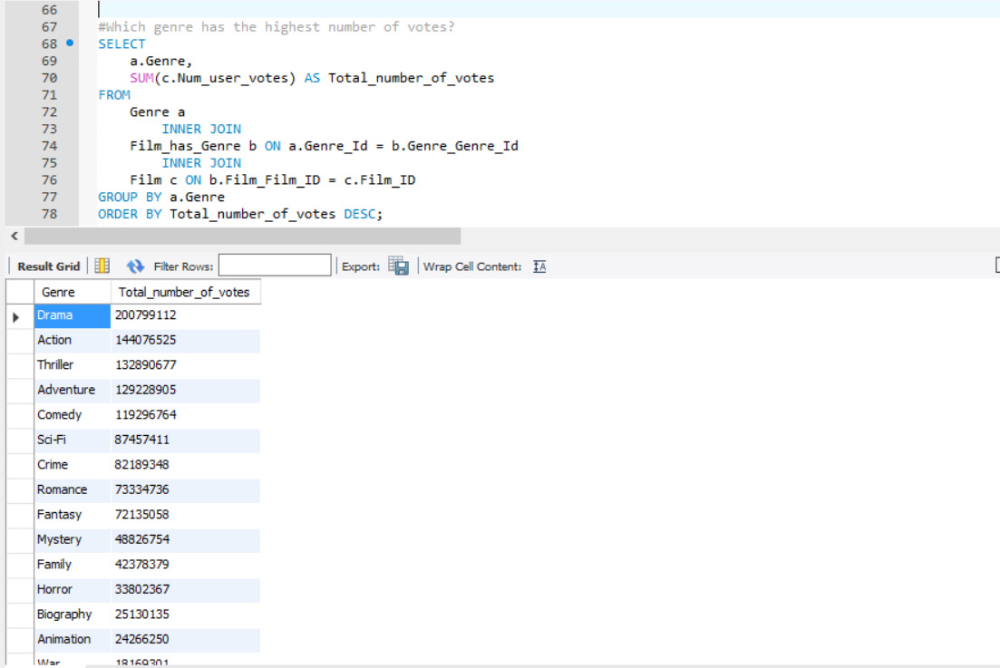 66
67 #Which genre has the highest number of votes?
68 SELECT
69 a.Genre,
70 SUM(c.Num_user_votes) AS Total_number_of_votes
71 FROM
72 Genre a
73 INNER JOIN
74 Film_has_Genre b ON a.Genre_Id = b.Genre_Genre_Id
75 INNER JOIN
76 Film c ON b.Film_Film_ID = c.Film_ID
77 GROUP BY a.Genre
78 ORDER BY Total_number_of_votes DESC;
Result Grid Filter Rows: Export: Wrap Cell Content:
Genre Total_number_of_votes
Drama 200799112
Action 144076525
Thriller 132890677
Adventure 129228905
Comedy 119296764
Sci-Fi 87457411
Crime 82189348
Romance 73334736
Fantasy 72135058
Mystery 48826754
Family 42378379
Horror 33802367
Biography 25130135
Animation 24266250
War 18169301